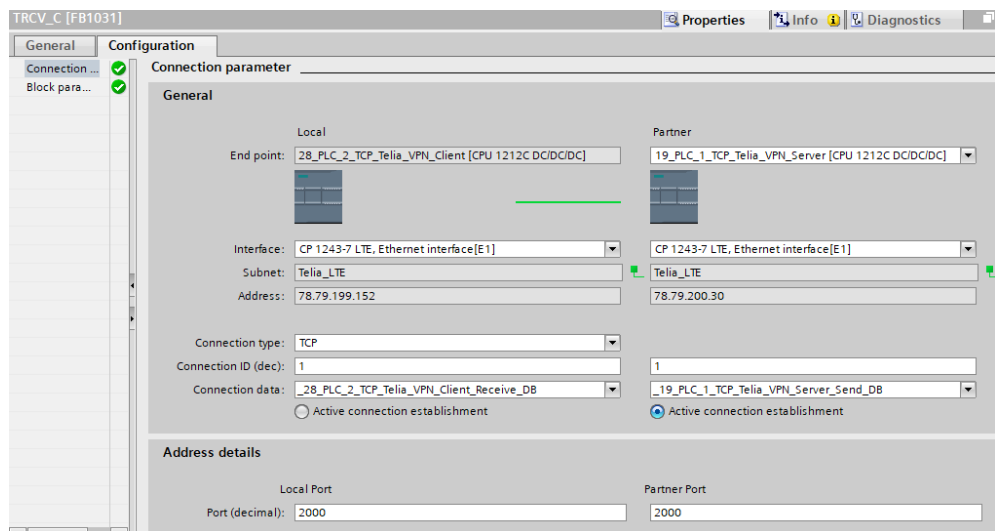 TRCV_C [FB1031]
Properties Info Diagnostics
General Configuration
Connection ...
Block para...
Connection parameter
General
Local Partner
End point: 28_PLC_2_TCP_Telia_VPN_Client [CPU 1212C DC/DC/DC] 19_PLC_1_TCP_Telia_VPN_Server [CPU 1212C DC/DC/DC]
Interface: CP 1243-7 LTE, Ethernet interface[E1] CP 1243-7 LTE, Ethernet interface[E1]
Subnet: Telia_LTE Telia_LTE
Address: 78.79.199.152 78.79.200.30
Connection type: TCP
Connection ID (dec): 1 1
Connection data: _28_PLC_2_TCP_Telia_VPN_Client_Receive_DB _19_PLC_1_TCP_Telia_VPN_Server_Send_DB
Active connection establishment Active connection establishment
Address details
Local Port Partner Port
Port (decimal): 2000 2000